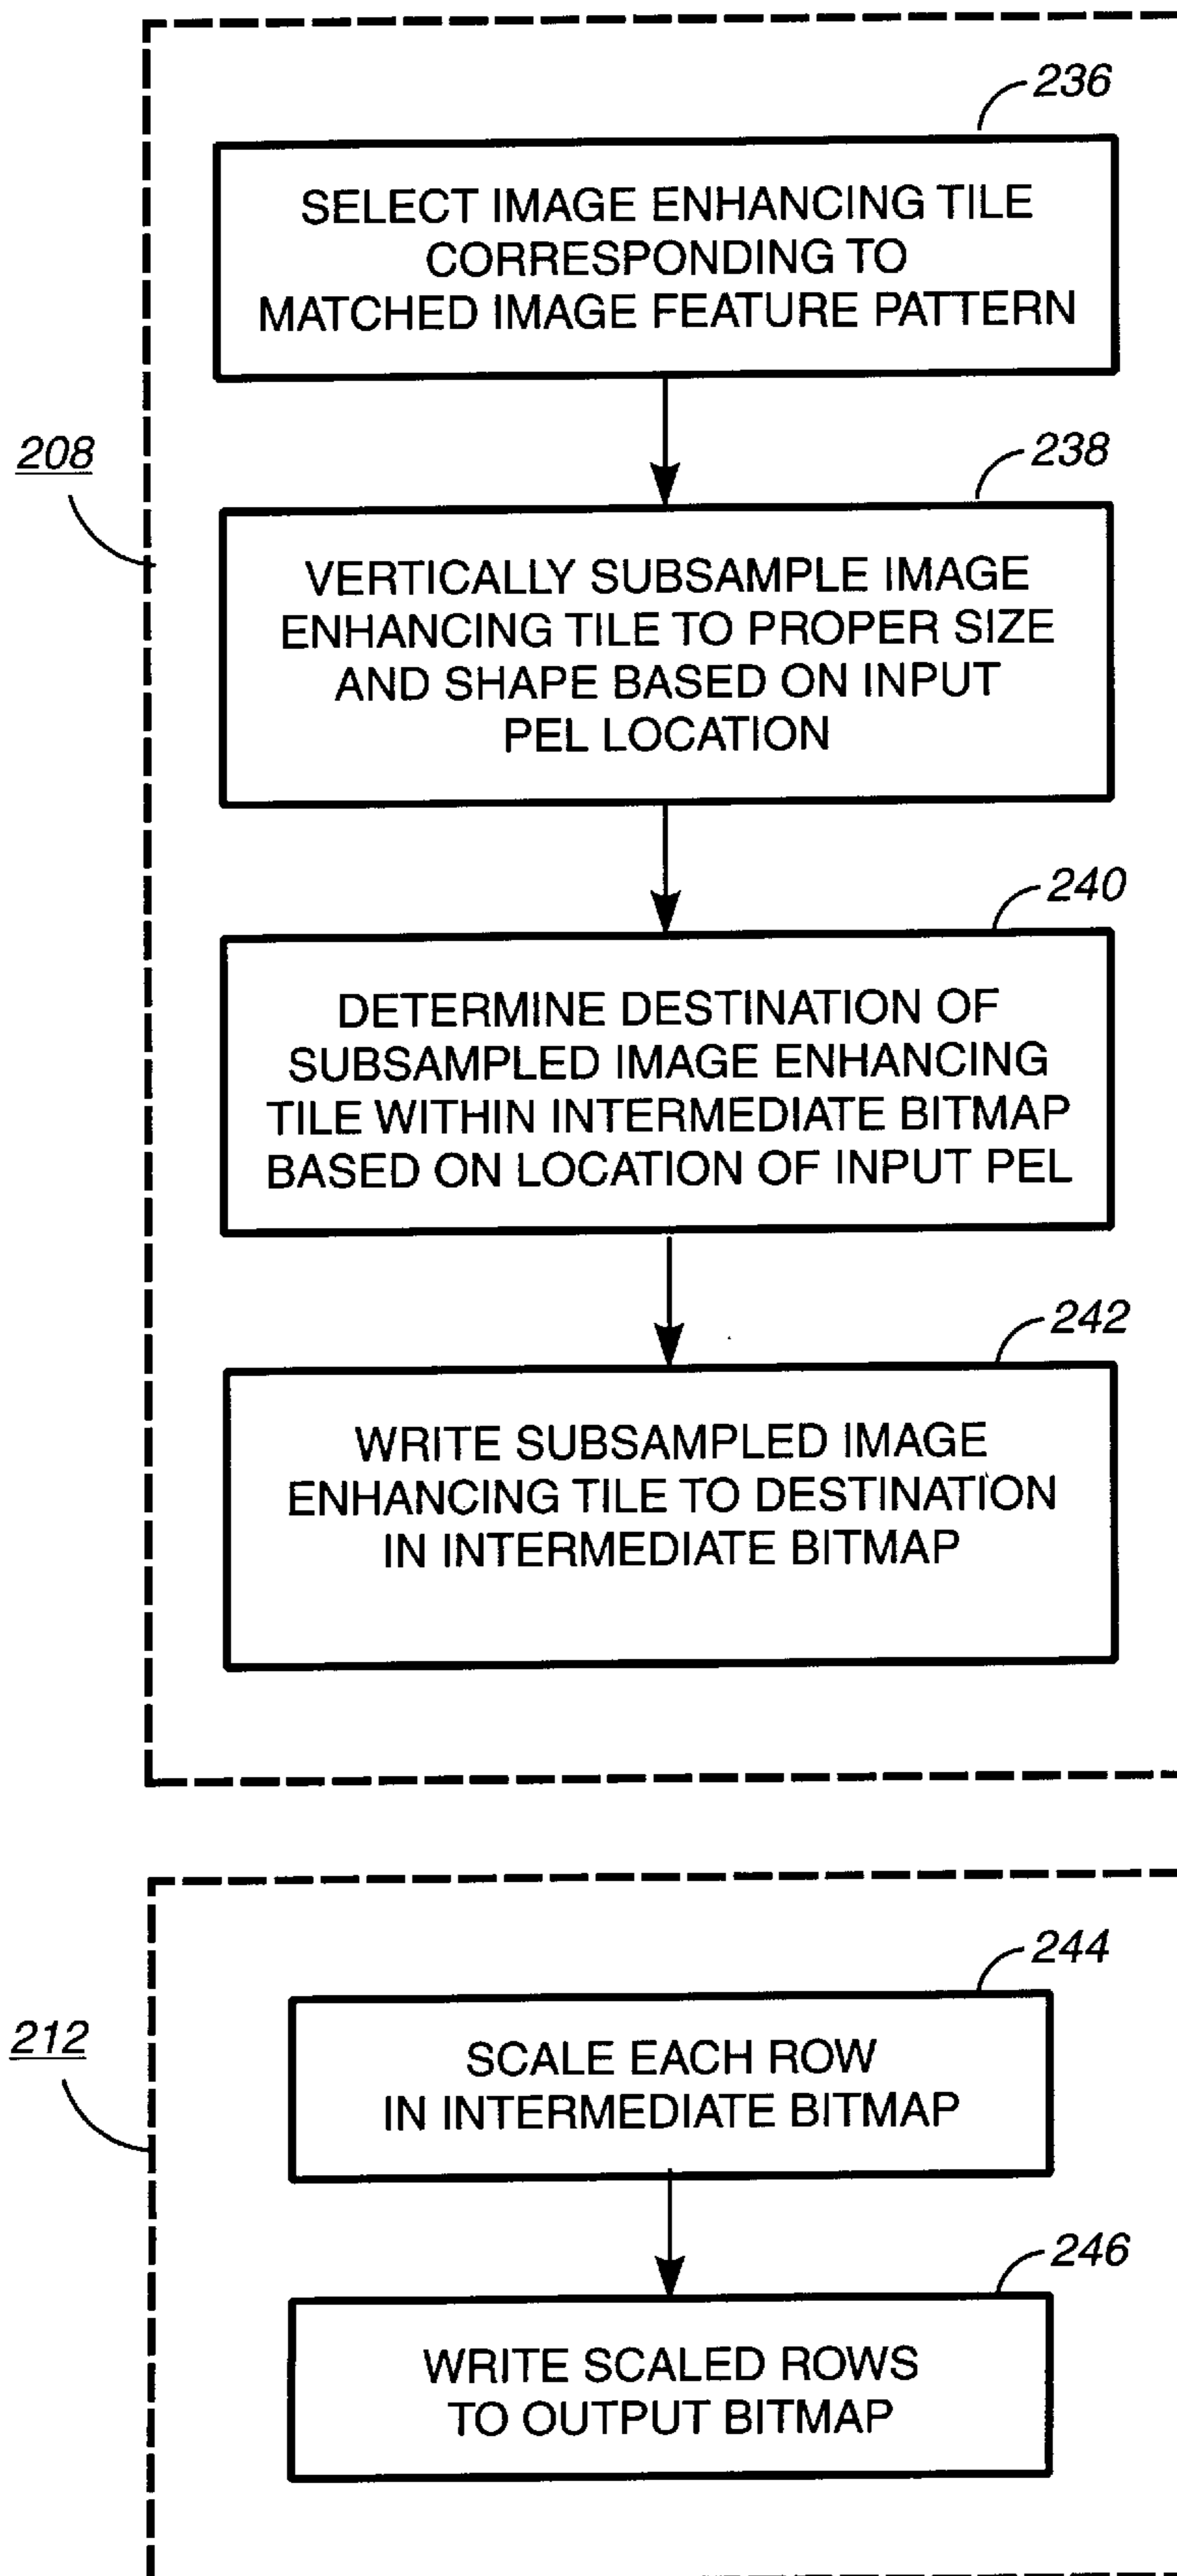 236
SELECT IMAGE ENHANCING TILE
CORRESPONDING TO
MATCHED IMAGE FEATURE PATTERN
208
238
VERTICALLY SUBSAMPLE IMAGE
ENHANCING TILE TO PROPER SIZE
AND SHAPE BASED ON INPUT
PEL LOCATION
240
DETERMINE DESTINATION OF
SUBSAMPLED IMAGE ENHANCING
TILE WITHIN INTERMEDIATE BITMAP
BASED ON LOCATION OF INPUT PEL
242
WRITE SUBSAMPLED IMAGE
ENHANCING TILE TO DESTINATION
IN INTERMEDIATE BITMAP
244
212
SCALE EACH ROW
IN INTERMEDIATE BITMAP
246
WRITE SCALED ROWS
TO OUTPUT BITMAP